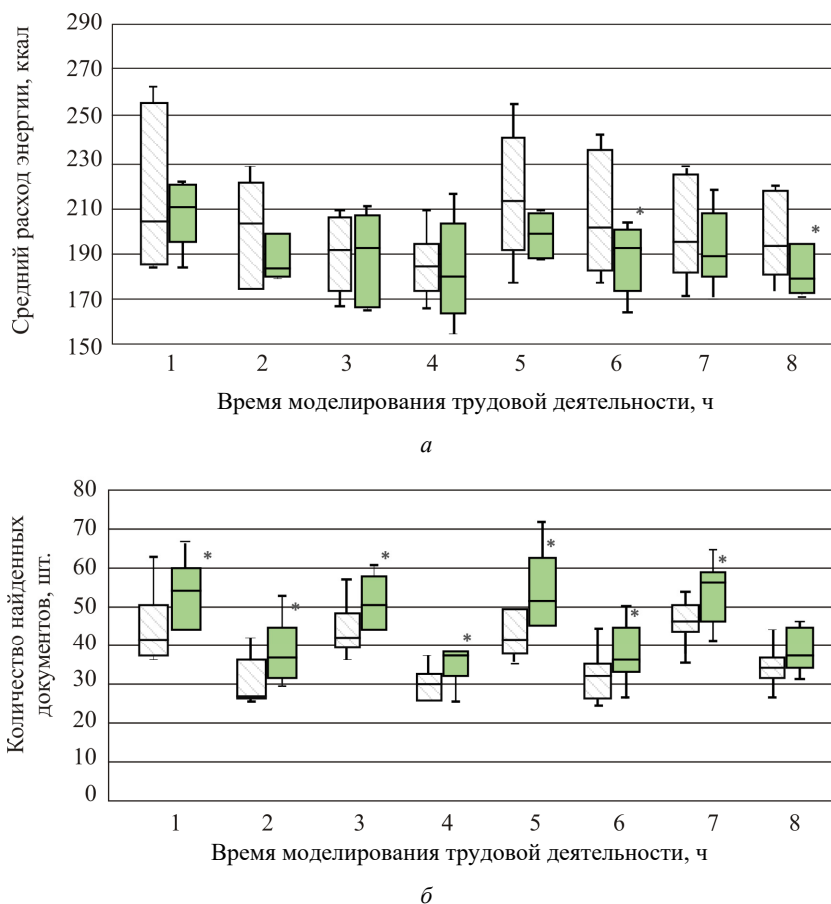 Средний расход энергии, ккал
290
270
250
230
210
190
170
150
1 2 3 4 5 6 7 8
* *
Время моделирования трудовой деятельности, ч
а
Количество найденных
документов, шт.
80
70
60
50
40
30
20
10
0
* * * * * * *
1 2 3 4 5 6 7 8
Время моделирования трудовой деятельности, ч
б